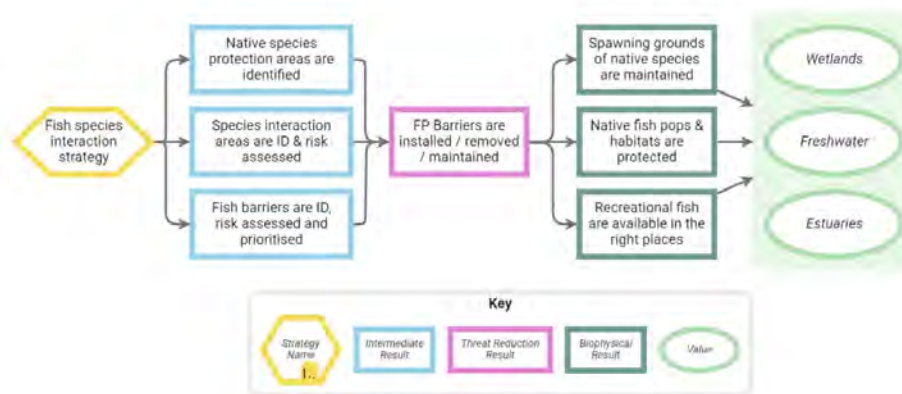 Native species
protection areas are
identified
Spawning grounds
of native species
are maintained
Wetlands
Fish species
interaction
strategy
Species interaction
areas are ID & risk
assessed
FP Barriers are
installed / removed
/ maintained
Native fish pops &
habitats are
protected
Freshwater
Fish barriers are ID,
risk assessed and
prioritised
Recreational fish
are available in the
right places
Estuaries
Key
Strategy
Name
1..
Intermediate
Result
Threat Reduction
Result
Biophysical
Result
Value